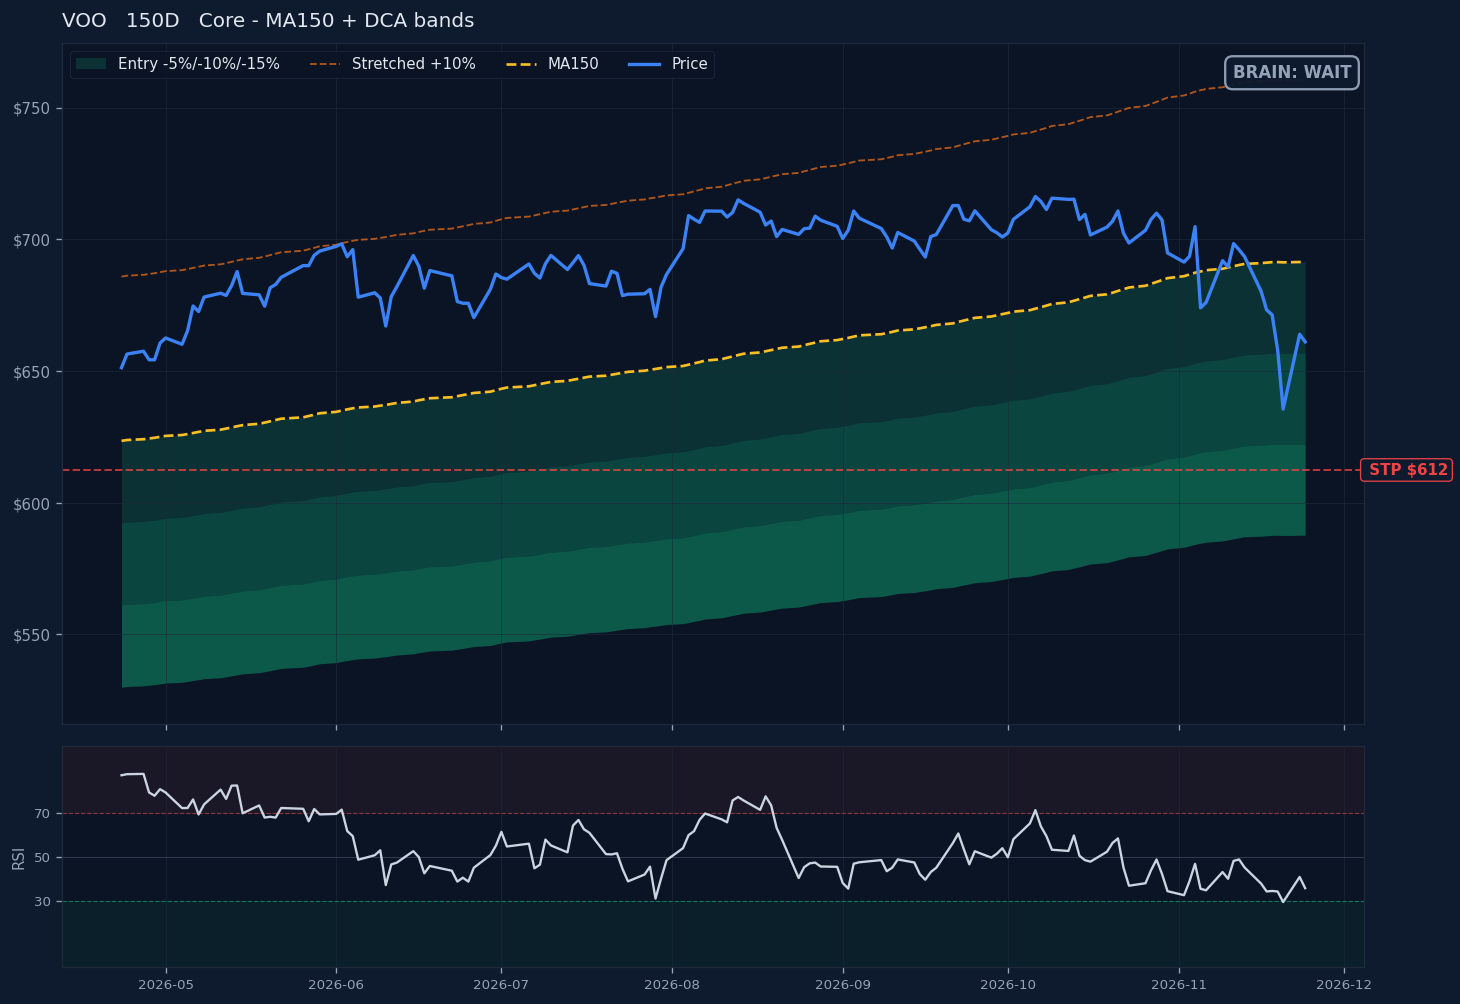 VOO 150D Core - MA150 + DCA bands
Entry -5%/-10%/-15% Stretched +10% MA150 Price
BRAIN: WAIT
$750
$700
$650
$600
$550
STP $612
RSI
70
50
30
2026-05 2026-06 2026-07 2026-08 2026-09 2026-10 2026-11 2026-12